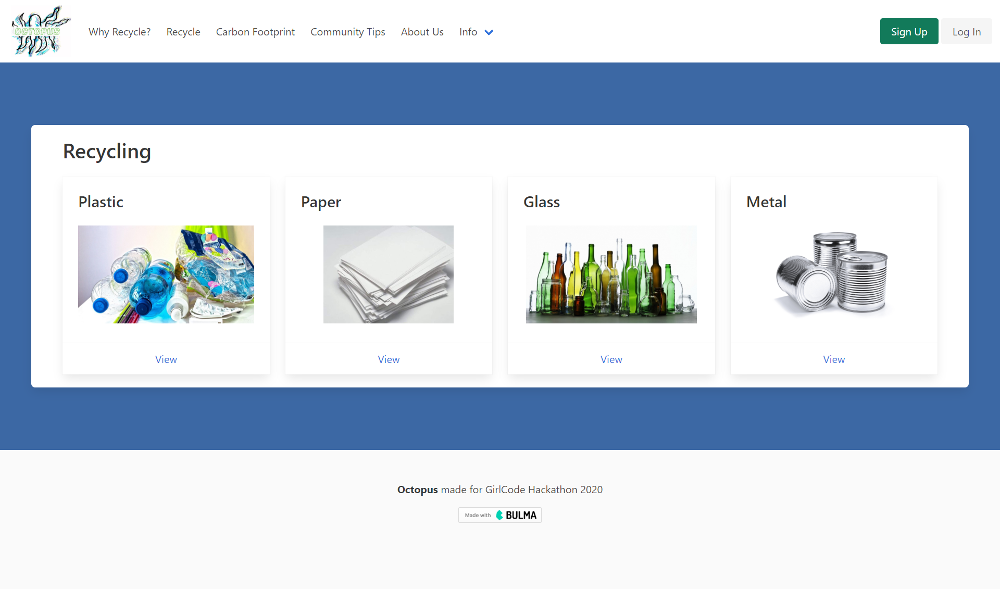 OCTOPUS
Why Recycle? Recycle Carbon Footprint Community Tips About Us Info
Sign Up Log In
Recycling
Plastic
Paper
Glass
Metal
View
View
View
View
Octopus made for GirlCode Hackathon 2020
Made with BULMA